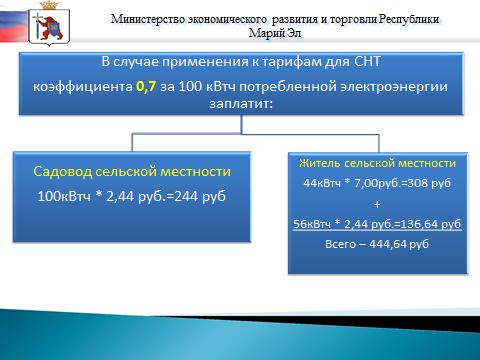 Министерство экономического развития и торговли Республики
Марий Эл
В случае применения к тарифам для СНТ
коэффициента 0,7 за 100 кВтч потребленной электроэнергии
заплатит:
Садовод сельской местности
100кВтч * 2,44 руб.=244 руб
Житель сельской местности
44кВтч * 7,00руб.=308 руб
+
56кВтч * 2,44 руб.=136,64 руб
Всего – 444,64 руб